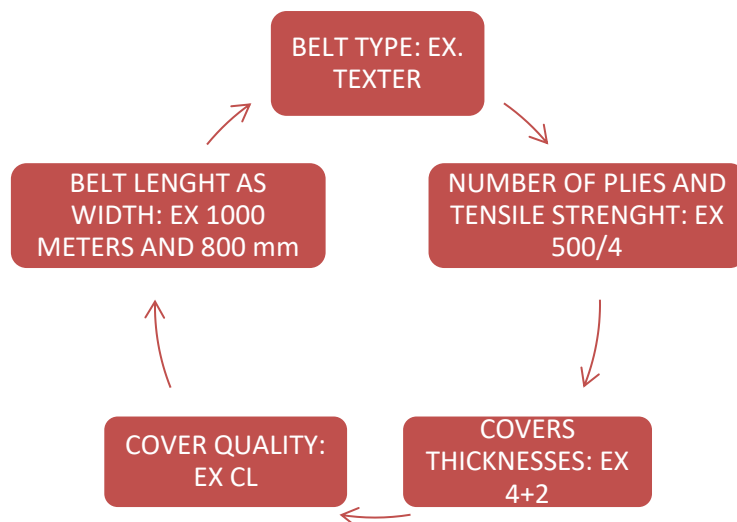 BELT TYPE: EX.
TEXTER
NUMBER OF PLIES AND
TENSILE STRENGHT: EX
500/4
COVERS
THICKNESSES: EX
4+2
COVER QUALITY:
EX CL
BELT LENGHT AS
WIDTH: EX 1000
METERS AND 800 mm